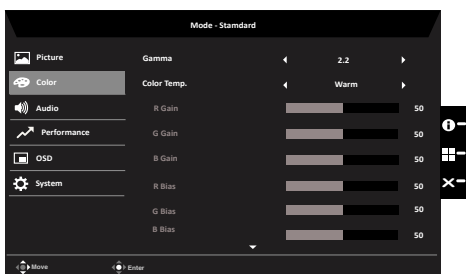 Mode - Standard
Picture
Gamma 2.2
Color
Color Temp. Warm
Audio
R Gain 50
Performance
G Gain 50
OSD
B Gain 50
System
R Bias 50
G Bias 50
B Bias 50
Move Enter